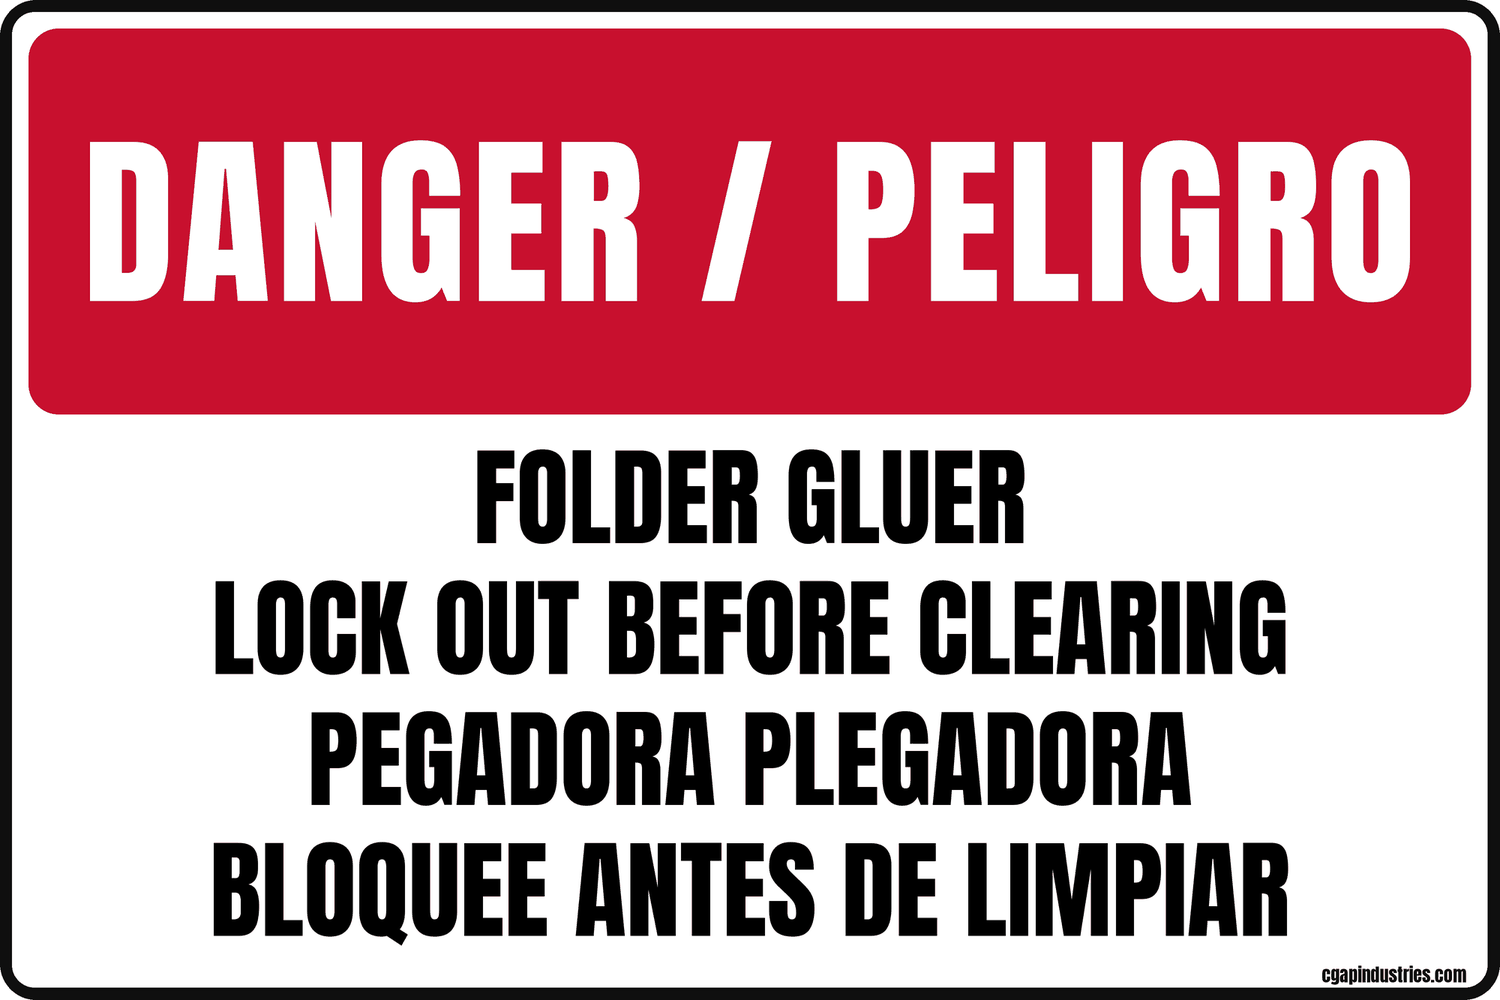 DANGER / PELIGRO
FOLDER GLUER
LOCK OUT BEFORE CLEARING
PEGADORA PLEGADORA
BLOQUEE ANTES DE LIMPIAR
cgapindustries.com